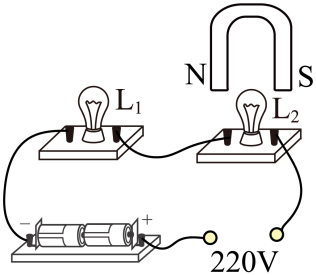 N S
L₁
L₂
− +
220V